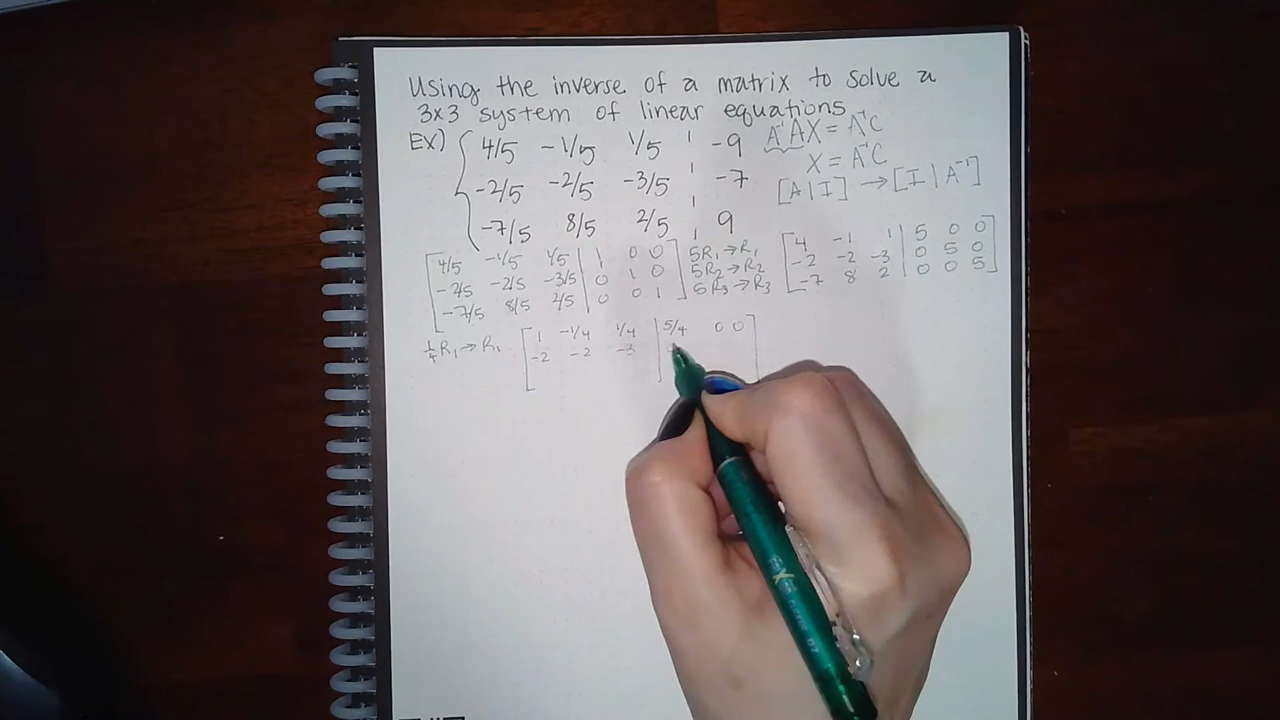 Using the inverse of a matrix to solve a
3x3 system of linear equations
EX) { 4/5 -1/5 1/5 ¦ -9
-2/5 -2/5 -3/5 ¦ -7
-7/5 8/5 2/5 ¦ 9
A⁻¹AX = A⁻¹C
X = A⁻¹C
[A | I] → [I | A⁻¹]
[ 4/5 -1/5 1/5 | 1 0 0 ] 5R₁→R₁
-2/5 -2/5 -3/5 | 0 1 0 5R₂→R₂
-7/5 8/5 2/5 | 0 0 1 5R₃→R₃
[ 4 -1 1 | 5 0 0 ]
-2 -2 -3 | 0 5 0
-7 8 2 | 0 0 5
¼R₁→R₁ [ 1 -1/4 1/4 | 5/4 0 0 ]
-2 -2 -3